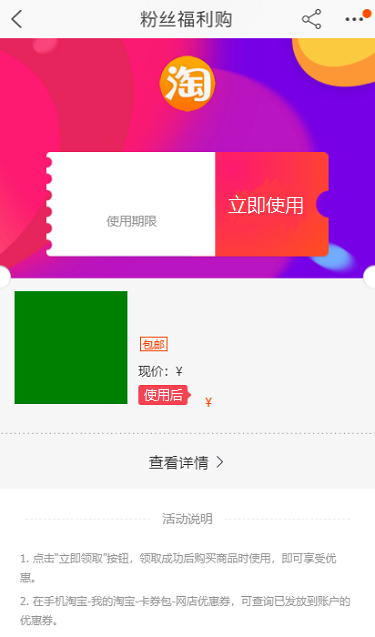 粉丝福利购
淘
使用期限
立即使用
包邮
现价：¥
使用后
¥
查看详情
活动说明
1. 点击“立即领取”按钮，领取成功后购买商品时使用，即可享受优
惠。
2. 在手机淘宝-我的淘宝-卡券包-网店优惠券，可查询已发放到账户的
优惠券。